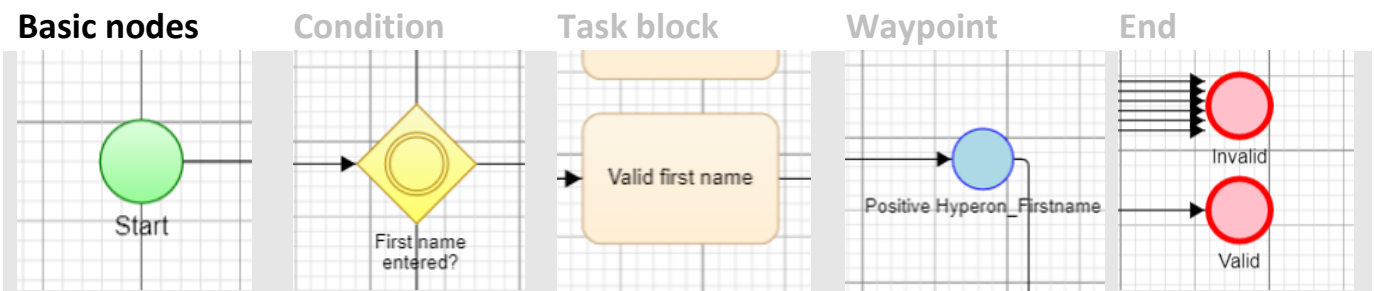 Basic nodes
Condition
Task block
Waypoint
End
Start
First name
entered?
Valid first name
Positive Hyperon_Firstname
Invalid
Valid